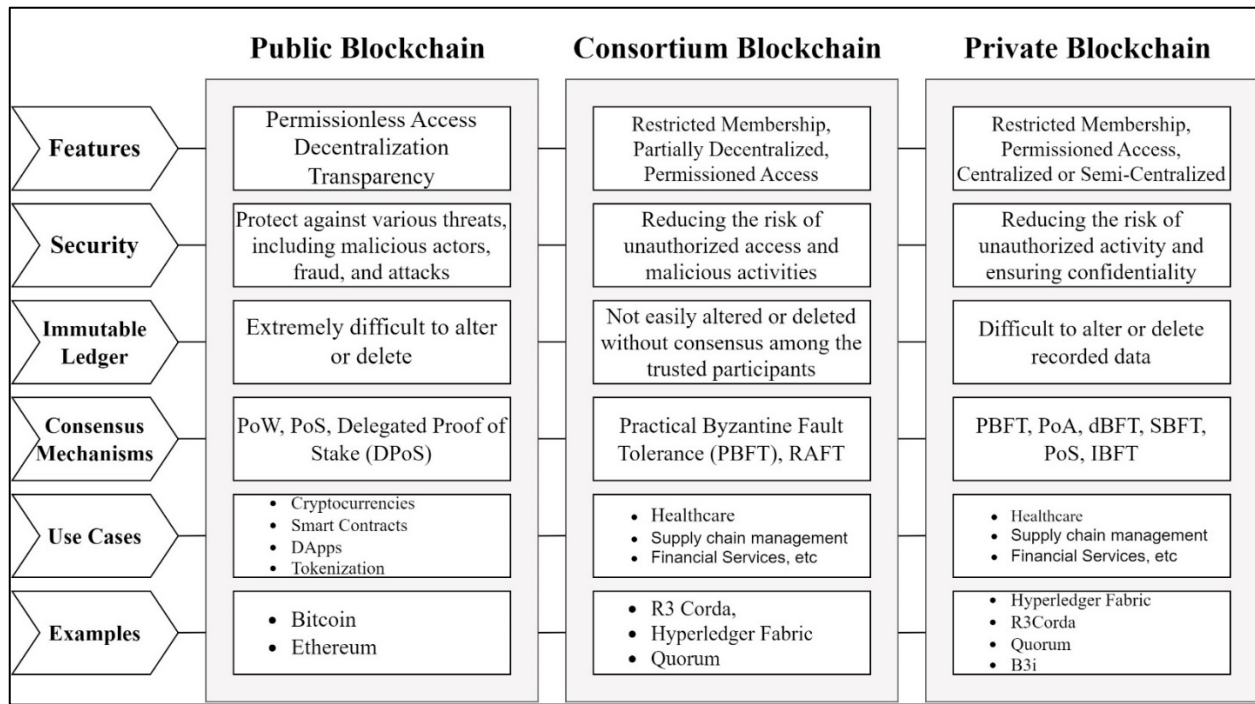 Public Blockchain
Consortium Blockchain
Private Blockchain
Features
Permissionless Access
Decentralization
Transparency
Restricted Membership,
Partially Decentralized,
Permissioned Access
Restricted Membership,
Permissioned Access,
Centralized or Semi-Centralized
Security
Protect against various threats,
including malicious actors,
fraud, and attacks
Reducing the risk of
unauthorized access and
malicious activities
Reducing the risk of
unauthorized activity and
ensuring confidentiality
Immutable
Ledger
Extremely difficult to alter
or delete
Not easily altered or deleted
without consensus among the
trusted participants
Difficult to alter or delete
recorded data
Consensus
Mechanisms
PoW, PoS, Delegated Proof of
Stake (DPoS)
Practical Byzantine Fault
Tolerance (PBFT), RAFT
PBFT, PoA, dBFT, SBFT,
PoS, IBFT
Use Cases
• Cryptocurrencies
• Smart Contracts
• DApps
• Tokenization
• Healthcare
• Supply chain management
• Financial Services, etc
• Healthcare
• Supply chain management
• Financial Services, etc
Examples
• Bitcoin
• Ethereum
• R3 Corda,
• Hyperledger Fabric
• Quorum
• Hyperledger Fabric
• R3Corda
• Quorum
• B3i